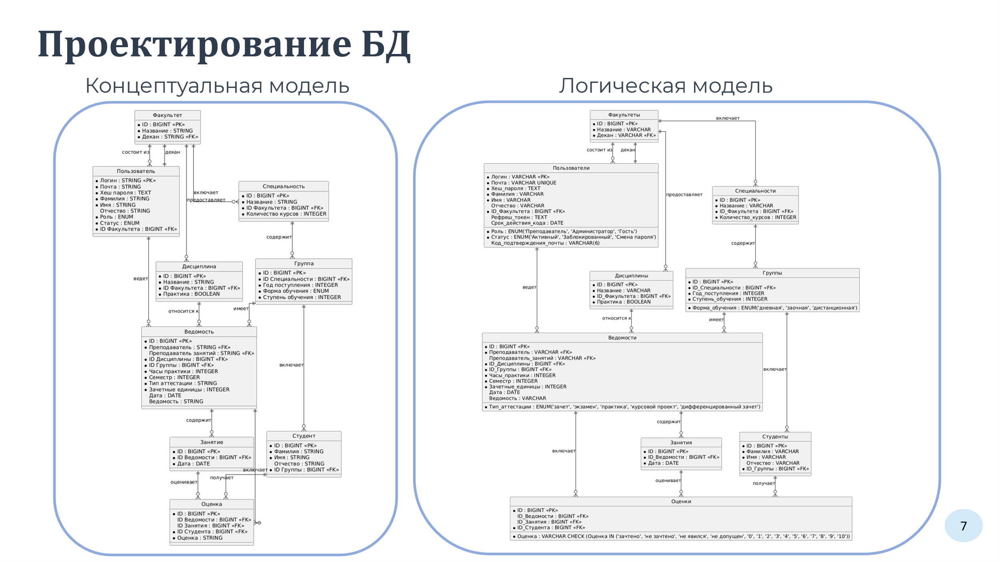 Проектирование БД
Концептуальная модель
Факультет
ID : BIGINT «PK»
Название : STRING
Декан : STRING «FK»
состоит из
декан
Пользователь
Логин : STRING «PK»
Почта : STRING
Хеш пароля : TEXT
Фамилия : STRING
Имя : STRING
Отчество : STRING
Роль : ENUM
Статус : ENUM
ID Факультета : BIGINT «FK»
включает
предоставляет
Специальность
ID : BIGINT «PK»
Название : STRING
ID Факультета : BIGINT «FK»
Количество курсов : INTEGER
содержит
ведет
Дисциплина
ID : BIGINT «PK»
Название : STRING
ID Факультета : BIGINT «FK»
Практика : BOOLEAN
Группа
ID : BIGINT «PK»
ID Специальности : BIGINT «FK»
Год поступления : INTEGER
Форма обучения : ENUM
Ступень обучения : INTEGER
относится к
имеет
Ведомость
ID : BIGINT «PK»
Преподаватель : STRING «FK»
Преподаватель занятий : STRING «FK»
ID Дисциплины : BIGINT «FK»
ID Группы : BIGINT «FK»
Часы практики : INTEGER
Семестр : INTEGER
Тип аттестации : STRING
Зачетные единицы : INTEGER
Дата : DATE
Ведомость : STRING
включает
содержит
Занятие
ID : BIGINT «PK»
ID Ведомости : BIGINT «FK»
Дата : DATE
Студент
ID : BIGINT «PK»
Фамилия : STRING
Имя : STRING
Отчество : STRING
ID Группы : BIGINT «FK»
включает
получает
оценивает
Оценка
ID : BIGINT «PK»
ID Ведомости : BIGINT «FK»
ID Занятия : BIGINT «FK»
ID Студента : BIGINT «FK»
Оценка : STRING
Логическая модель
Факультеты
ID : BIGINT «PK»
Название : VARCHAR
Декан : VARCHAR «FK»
включает
состоит из
декан
Пользователи
Логин : VARCHAR «PK»
Почта : VARCHAR UNIQUE
Хеш_пароля : TEXT
Фамилия : VARCHAR
Имя : VARCHAR
Отчество : VARCHAR
ID_Факультета : BIGINT «FK»
Рефреш_токен : TEXT
Срок_действия_кода : DATE
Роль : ENUM('Преподаватель', 'Администратор', 'Гость')
Статус : ENUM('Активный', 'Заблокированный', 'Смена пароля')
Код_подтверждения_почты : VARCHAR(6)
предоставляет
Специальности
ID : BIGINT «PK»
Название : VARCHAR
ID_Факультета : BIGINT «FK»
Количество_курсов : INTEGER
содержит
ведет
Дисциплины
ID : BIGINT «PK»
Название : VARCHAR
ID_Факультета : BIGINT «FK»
Практика : BOOLEAN
Группы
ID : BIGINT «PK»
ID_Специальности : BIGINT «FK»
Год_поступления : INTEGER
Ступень_обучения : INTEGER
Форма_обучения : ENUM('дневная', 'заочная', 'дистанционная')
относится к
имеет
Ведомости
ID : BIGINT «PK»
Преподаватель : VARCHAR «FK»
Преподаватель_занятий : VARCHAR «FK»
ID_Дисциплины : BIGINT «FK»
ID_Группы : BIGINT «FK»
Часы_практики : INTEGER
Семестр : INTEGER
Зачетные_единицы : INTEGER
Дата : DATE
Ведомость : VARCHAR
Тип_аттестации : ENUM('зачет', 'экзамен', 'практика', 'курсовой проект', 'дифференцированный зачет')
включает
содержит
включает
Занятия
ID : BIGINT «PK»
ID_Ведомости : BIGINT «FK»
Дата : DATE
Студенты
ID : BIGINT «PK»
Фамилия : VARCHAR
Имя : VARCHAR
Отчество : VARCHAR
ID_Группы : BIGINT «FK»
оценивает
получает
Оценки
ID : BIGINT «PK»
ID_Ведомости : BIGINT «FK»
ID_Занятия : BIGINT «FK»
ID_Студента : BIGINT «FK»
Оценка : VARCHAR CHECK (Оценка IN ('зачтено', 'не зачтено', 'не явился', 'не допущен', '0', '1', '2', '3', '4', '5', '6', '7', '8', '9', '10'))
7